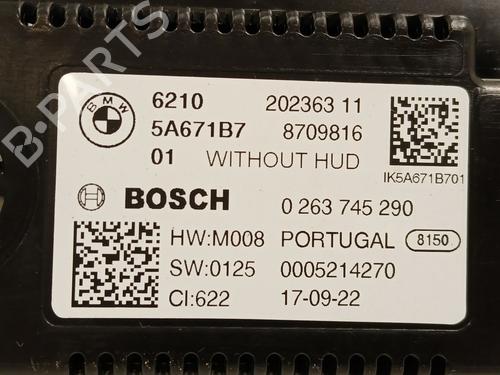 B-PARTS
BMW
6210 202363 11
5A671B7 8709816
01 WITHOUT HUD
IK5A671B701
BOSCH 0 263 745 290
HW:M008 PORTUGAL 8150
SW:0125 0005214270
CI:622 17-09-22